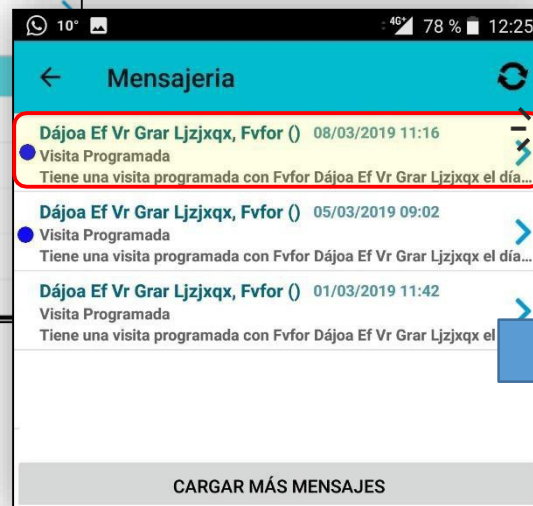 10° 4G+ 78 % 12:25
Mensajeria
Dájoa Ef Vr Grar Ljzjxqx, Fvfor () 08/03/2019 11:16
Visita Programada
Tiene una visita programada con Fvfor Dájoa Ef Vr Grar Ljzjxqx el día...
Dájoa Ef Vr Grar Ljzjxqx, Fvfor () 05/03/2019 09:02
Visita Programada
Tiene una visita programada con Fvfor Dájoa Ef Vr Grar Ljzjxqx el día...
Dájoa Ef Vr Grar Ljzjxqx, Fvfor () 01/03/2019 11:42
Visita Programada
Tiene una visita programada con Fvfor Dájoa Ef Vr Grar Ljzjxqx el
CARGAR MÁS MENSAJES